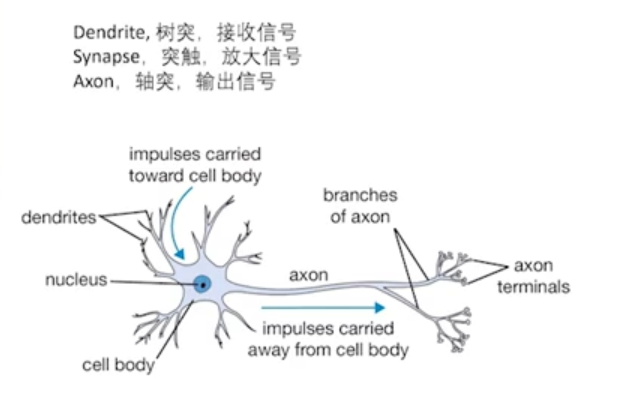 Dendrite, 树突，接收信号
Synapse，突触，放大信号
Axon，轴突，输出信号
impulses carried
toward cell body
branches
of axon
dendrites
nucleus
axon
axon
terminals
impulses carried
away from cell body
cell body